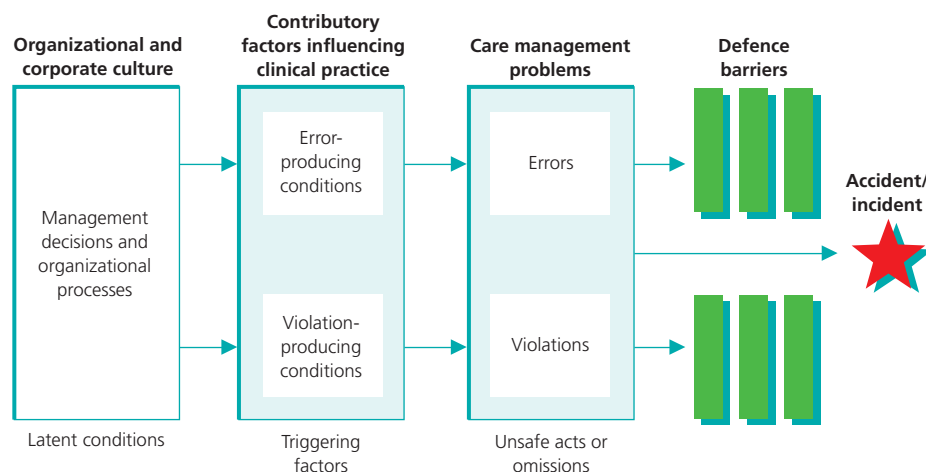 Organizational and
corporate culture
Contributory
factors influencing
clinical practice
Care management
problems
Defence
barriers
Management
decisions and
organizational
processes
Error-
producing
conditions
Violation-
producing
conditions
Errors
Violations
Accident/
incident
Latent conditions
Triggering
factors
Unsafe acts or
omissions